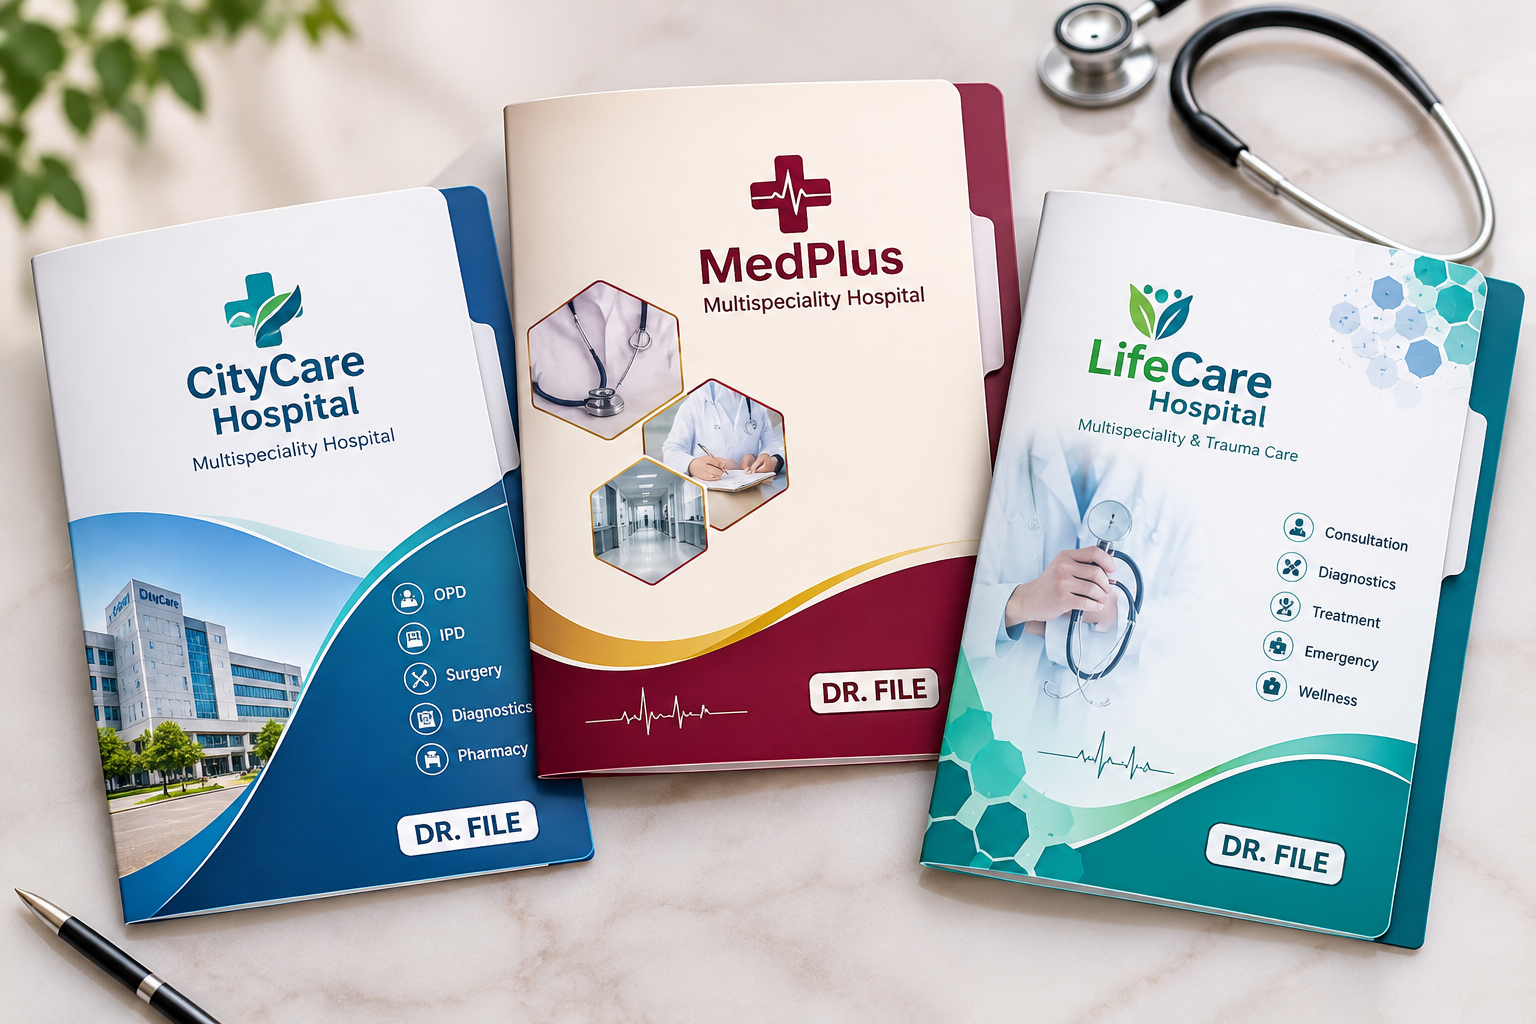 CityCare
Hospital
Multispeciality Hospital
OPD
IPD
Surgery
Diagnostics
Pharmacy
DR. FILE
MedPlus
Multispeciality Hospital
DR. FILE
LifeCare
Hospital
Multispeciality & Trauma Care
Consultation
Diagnostics
Treatment
Emergency
Wellness
DR. FILE